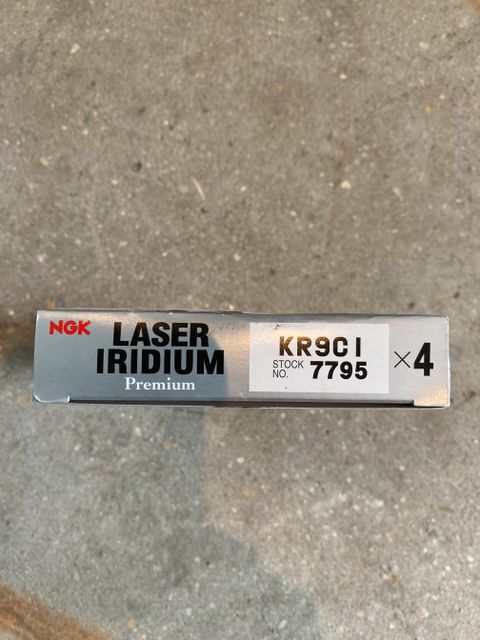 NGK
LASER
IRIDIUM
Premium
KR9CI
STOCK NO. 7795
×4